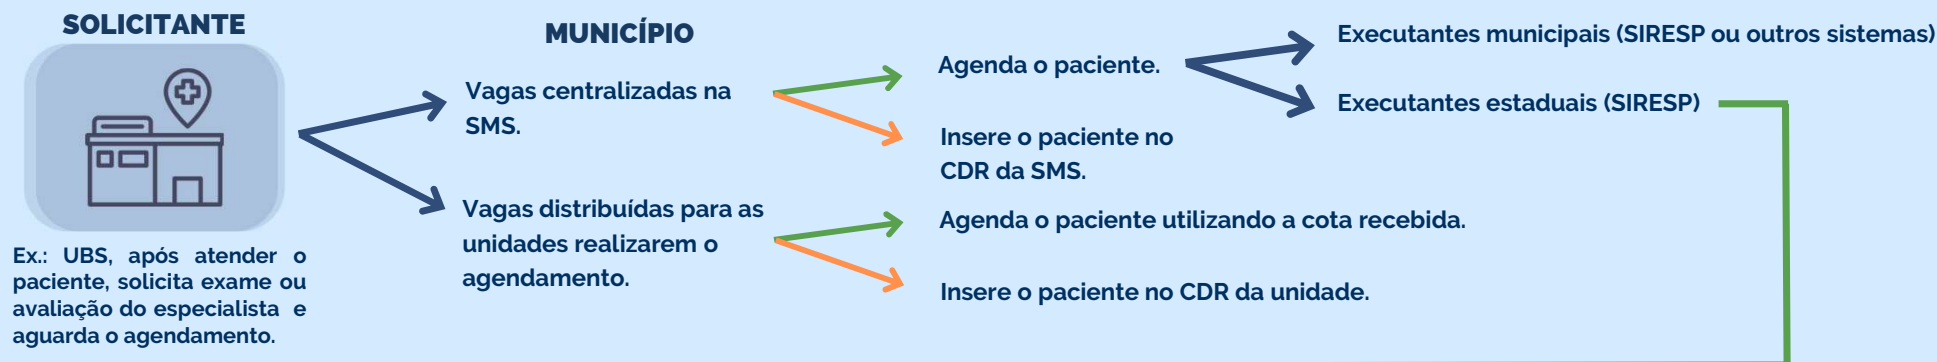 SOLICITANTE
Ex.: UBS, após atender o
paciente, solicita exame ou
avaliação do especialista e
aguarda o agendamento.
MUNICÍPIO
Vagas centralizadas na
SMS.
Vagas distribuídas para as
unidades realizarem o
agendamento.
Agenda o paciente.
Insere o paciente no
CDR da SMS.
Agenda o paciente utilizando a cota recebida.
Insere o paciente no CDR da unidade.
Executantes municipais (SIRESP ou outros sistemas)
Executantes estaduais (SIRESP)